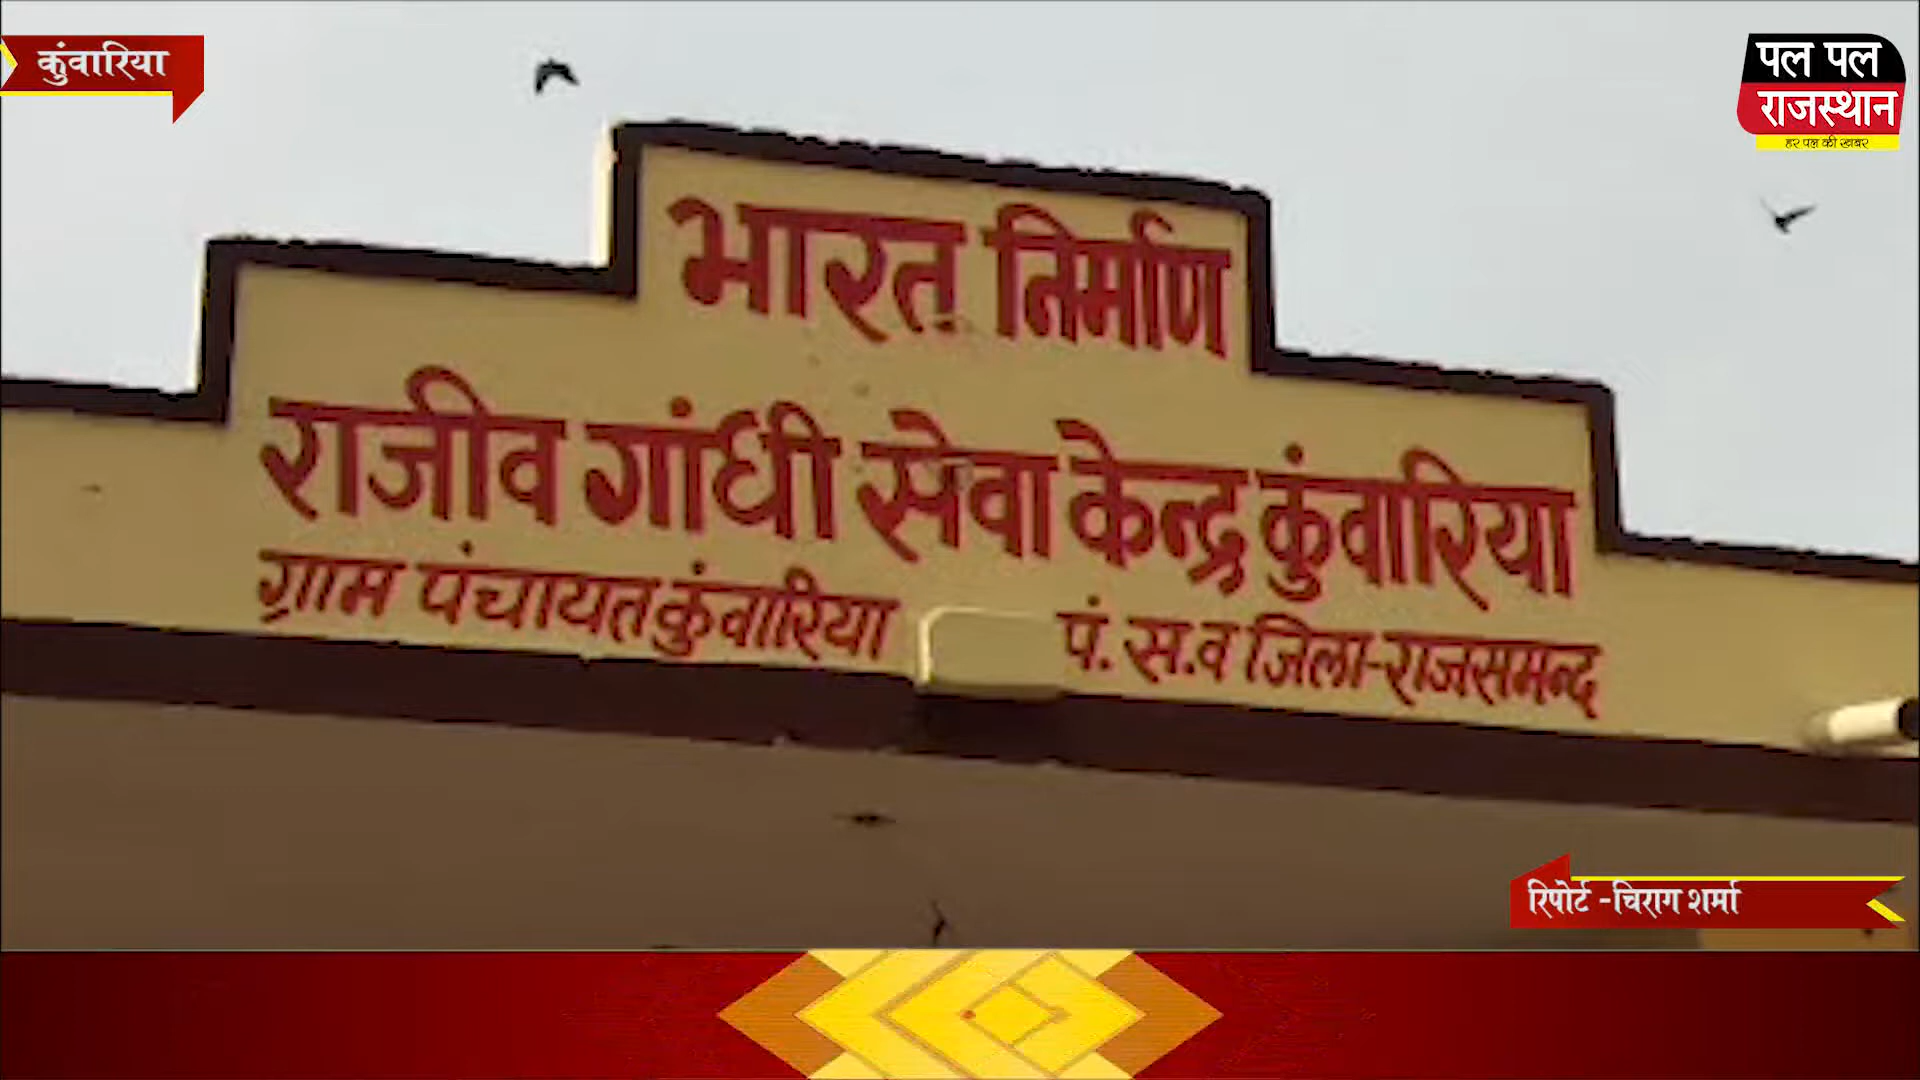 कुंवारिया
पल पल
राजस्थान
हर पल की खबर
भारत निर्माण
राजीव गांधी सेवा केन्द्र कुंवारिया
ग्राम पंचायत कुंवारिया पं. स. व जिला-राजसमन्द
रिपोर्ट -चिराग शर्मा